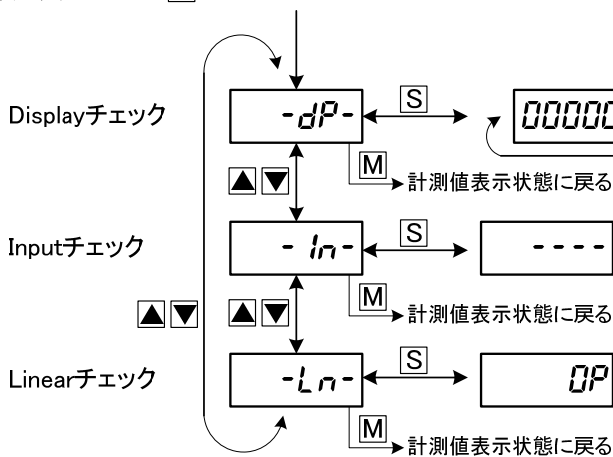 Displayチェック
-dP-
S
00000
M
計測値表示状態に戻る
▲▼
Inputチェック
-In-
S
----
M
計測値表示状態に戻る
▲▼
▲▼
Linearチェック
-Ln-
S
OP
M
計測値表示状態に戻る